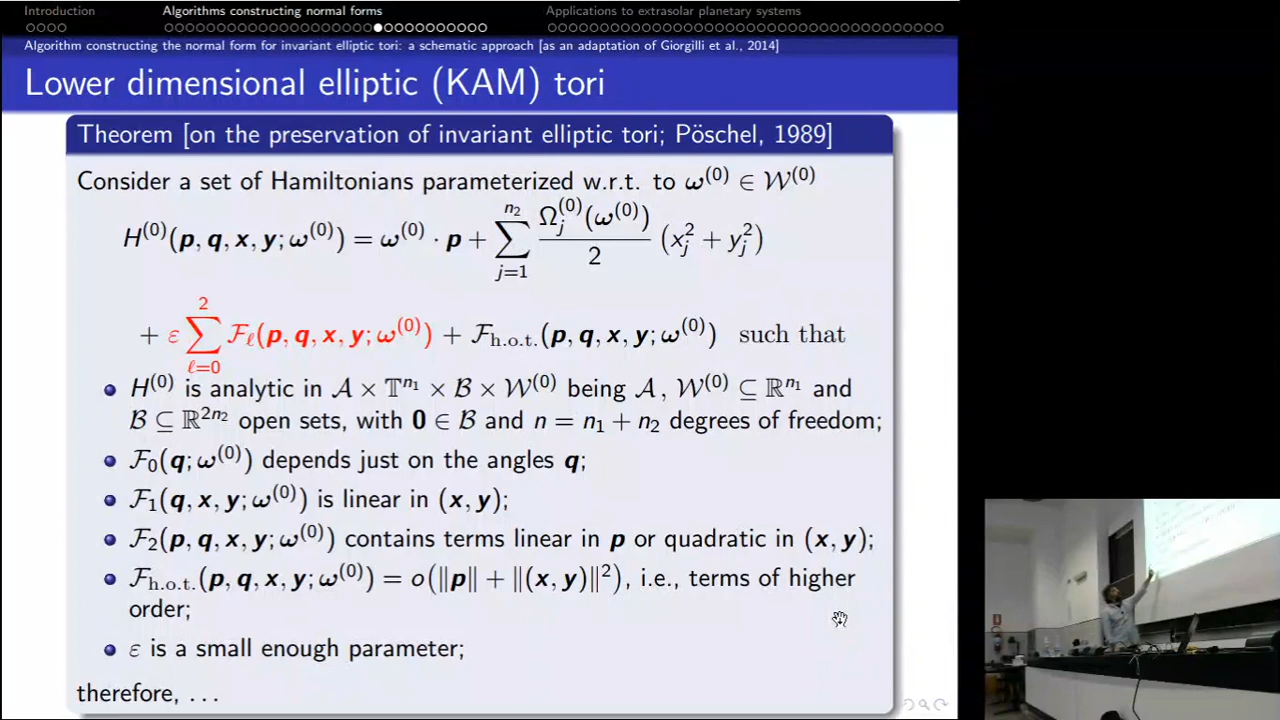 Introduction Algorithms constructing normal forms Applications to extrasolar planetary systems
Algorithm constructing the normal form for invariant elliptic tori: a schematic approach [as an adaptation of Giorgilli et al., 2014]
Lower dimensional elliptic (KAM) tori
Theorem [on the preservation of invariant elliptic tori; Pöschel, 1989]
Consider a set of Hamiltonians parameterized w.r.t. to ω^(0) ∈ 𝒲^(0)
H^(0)(p, q, x, y; ω^(0)) = ω^(0) · p + ∑_{j=1}^{n_2} Ω_j^(0)(ω^(0)) / 2 (x_j^2 + y_j^2)
+ ε ∑_{ℓ=0}^{2} ℱ_ℓ(p, q, x, y; ω^(0)) + ℱ_h.o.t.(p, q, x, y; ω^(0)) such that
H^(0) is analytic in 𝒜 × 𝕋^{n_1} × ℬ × 𝒲^(0) being 𝒜, 𝒲^(0) ⊆ ℝ^{n_1} and
ℬ ⊆ ℝ^{2n_2} open sets, with 0 ∈ ℬ and n = n_1 + n_2 degrees of freedom;
ℱ_0(q; ω^(0)) depends just on the angles q;
ℱ_1(q, x, y; ω^(0)) is linear in (x, y);
ℱ_2(p, q, x, y; ω^(0)) contains terms linear in p or quadratic in (x, y);
ℱ_h.o.t.(p, q, x, y; ω^(0)) = o(‖p‖ + ‖(x, y)‖^2), i.e., terms of higher
order;
ε is a small enough parameter;
therefore, ...